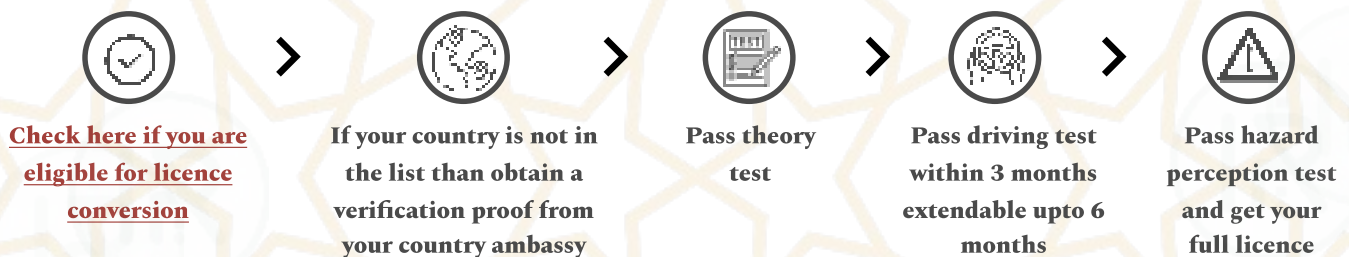 Check here if you are
eligible for licence
conversion
If your country is not in
the list than obtain a
verification proof from
your country ambassy
Pass theory
test
Pass driving test
within 3 months
extendable upto 6
months
Pass hazard
perception test
and get your
full licence